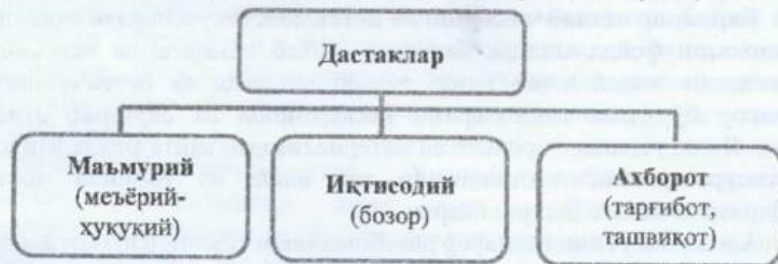 Дастаклар
Маъмурий
(меъёрий-
ҳуқуқий)
Иқтисодий
(бозор)
Ахборот
(тарғибот,
ташвиқот)